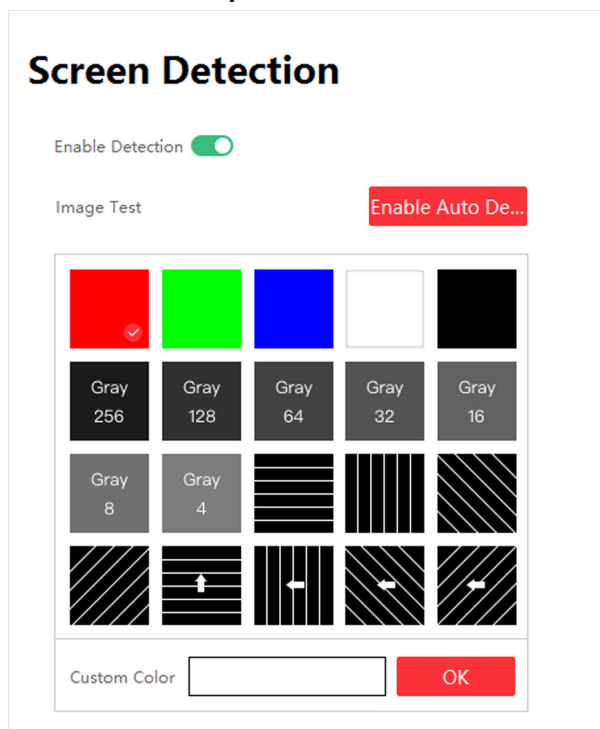 Screen Detection
Enable Detection
Image Test
Enable Auto De...
Gray
256
Gray
128
Gray
64
Gray
32
Gray
16
Gray
8
Gray
4
Custom Color
OK